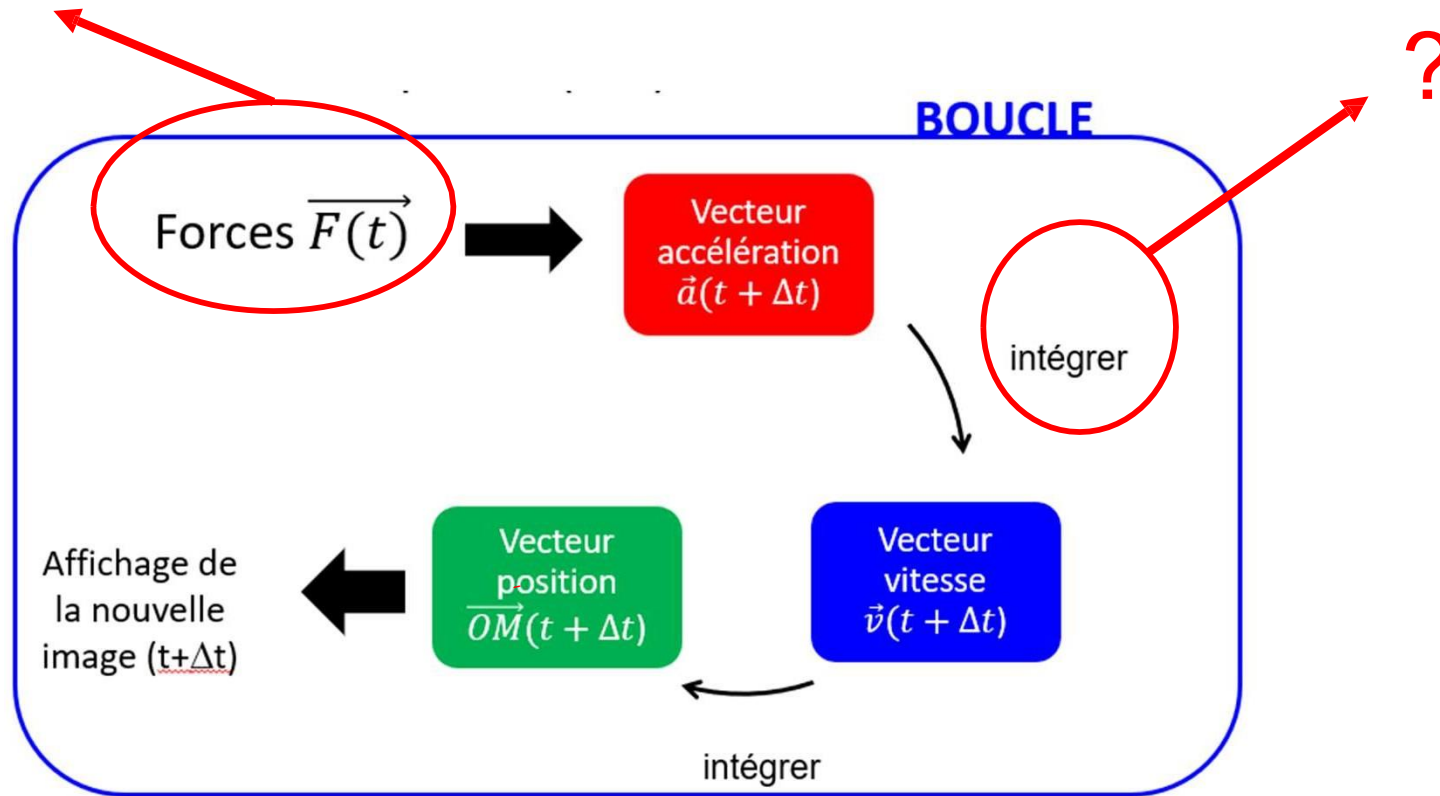 ?
BOUCLE
Forces F(t)
Vecteur
accélération
a(t + Δt)
intégrer
Vecteur
vitesse
v(t + Δt)
intégrer
Vecteur
position
OM(t + Δt)
Affichage de
la nouvelle
image (t+Δt)